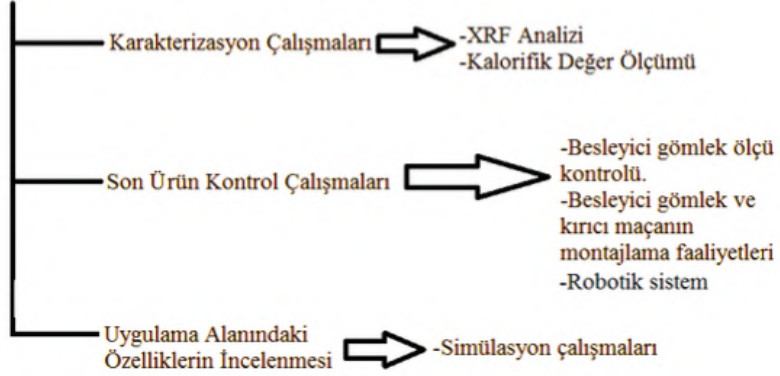 Karakterizasyon Çalışmaları
-XRF Analizi
-Kalorifik Değer Ölçümü
Son Ürün Kontrol Çalışmaları
-Besleyici gömlek ölçü
kontrolü.
-Besleyici gömlek ve
kırıcı maçanın
montajlama faaliyetleri
-Robotik sistem
Uygulama Alanındaki
Özelliklerin İncelenmesi
-Simülasyon çalışmaları